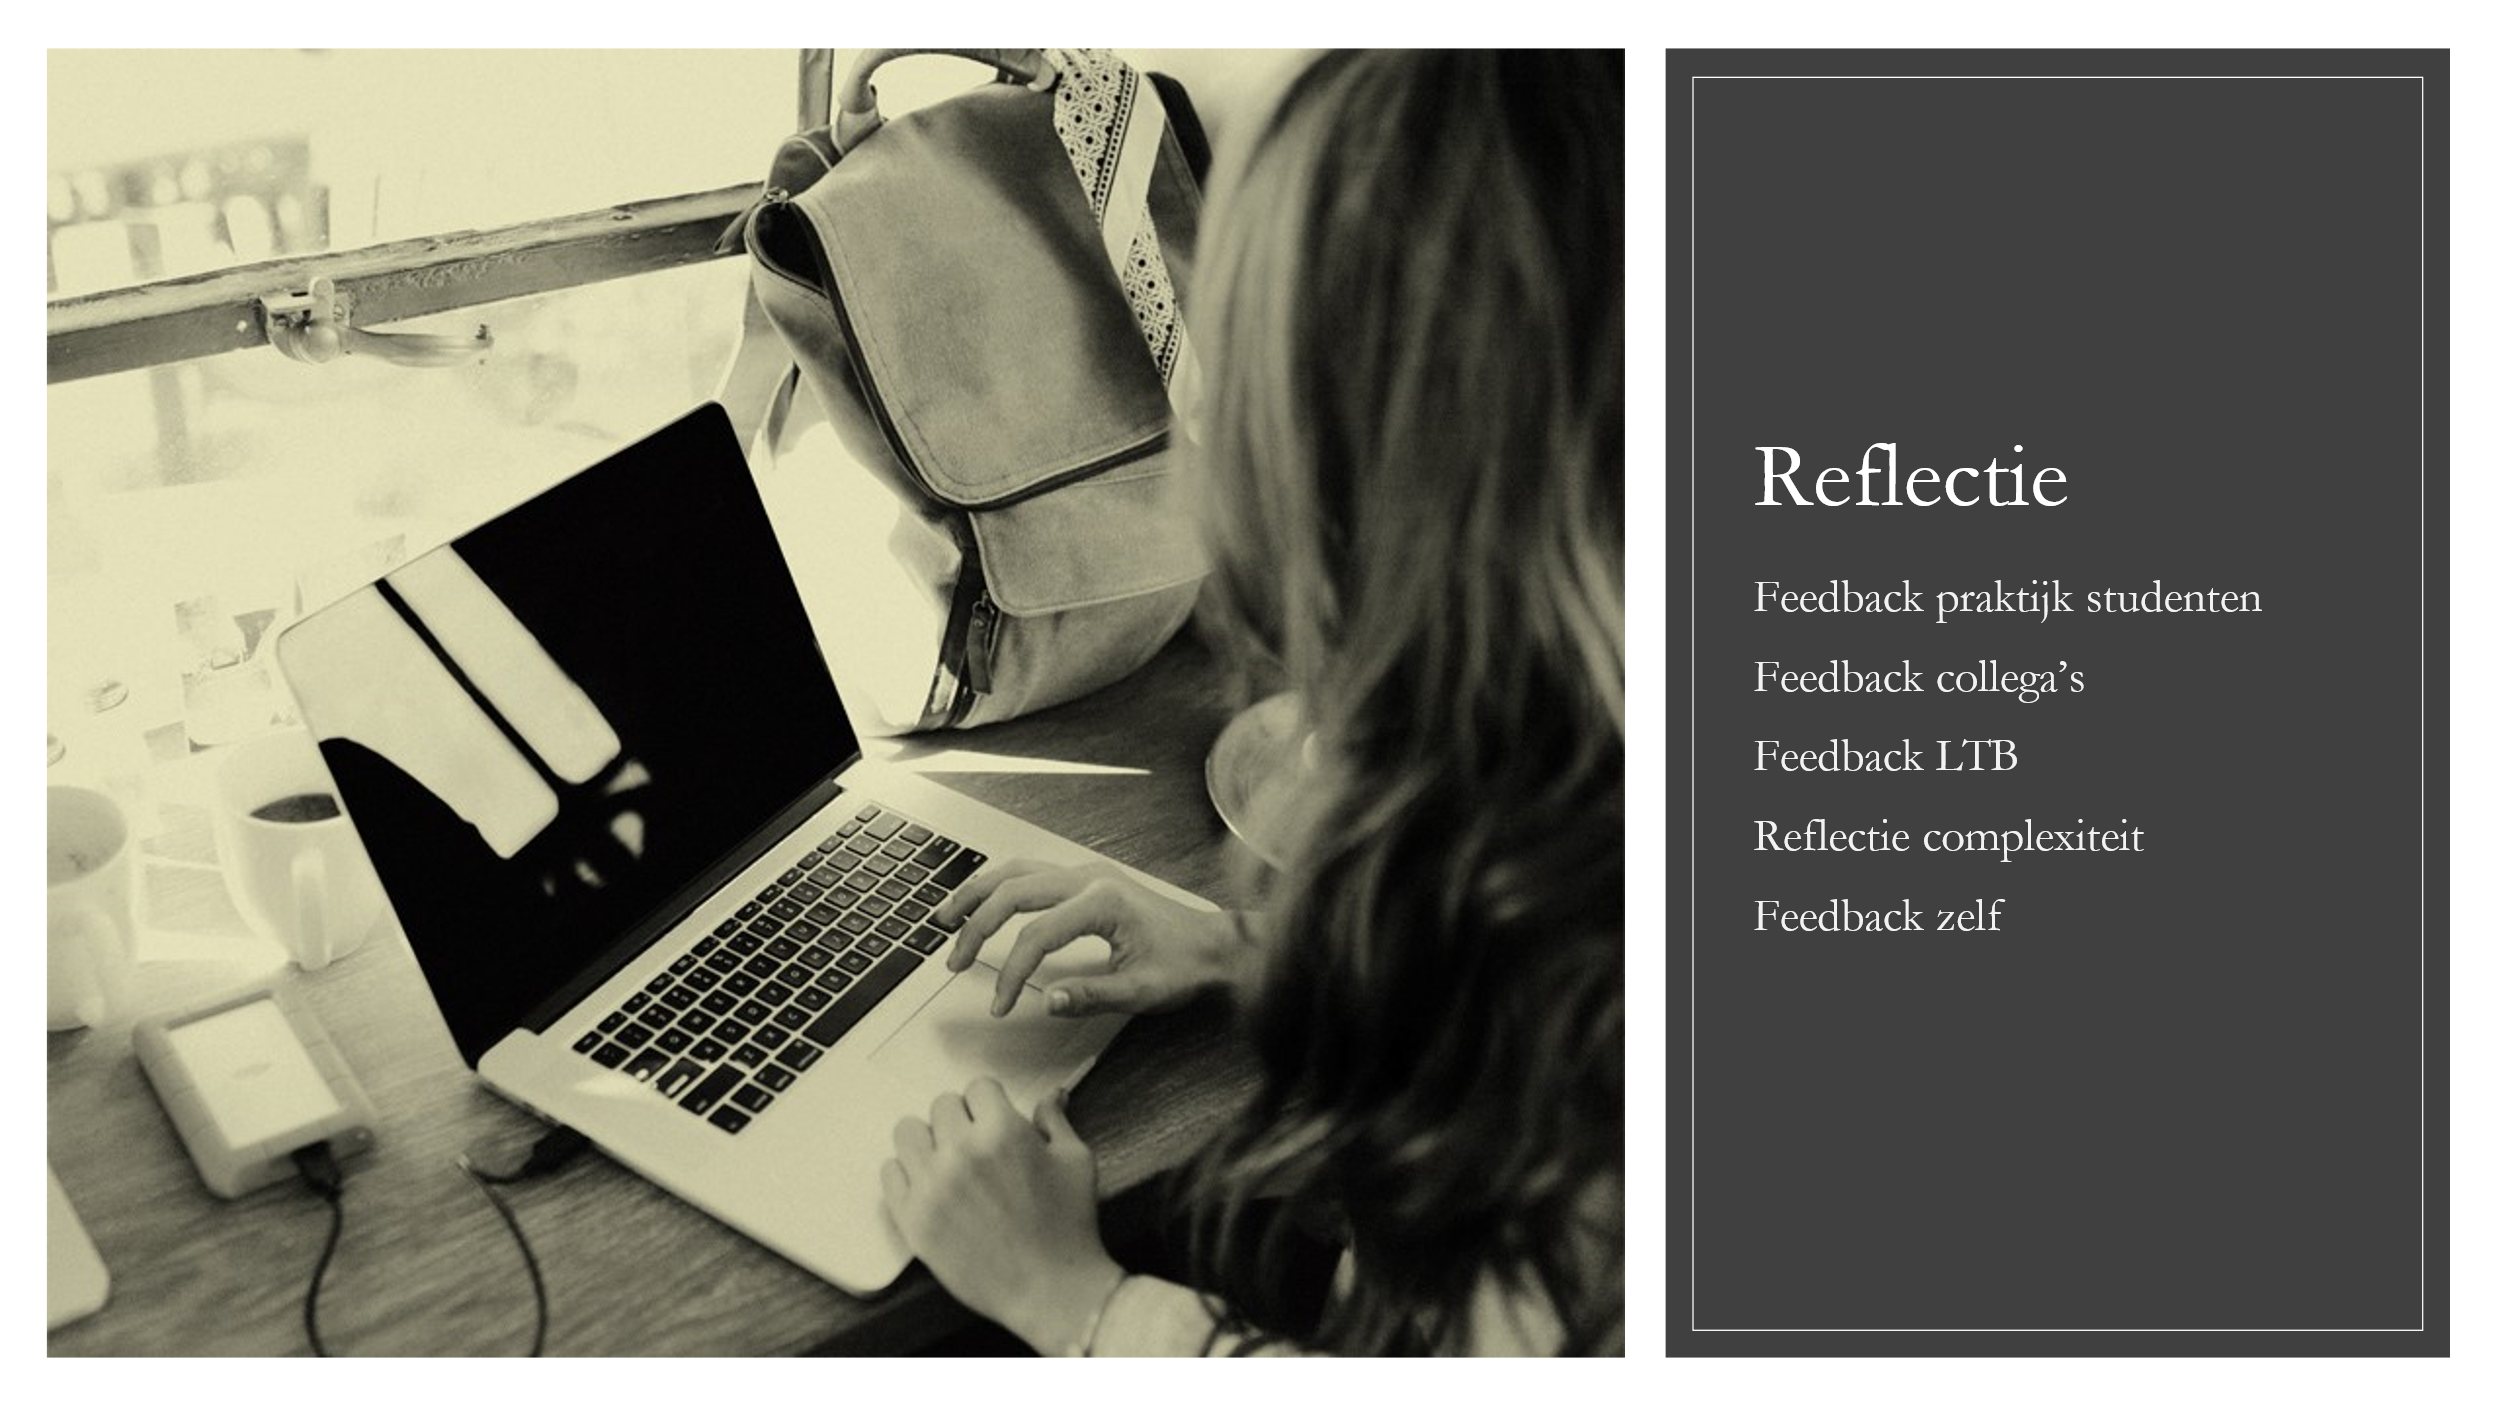 Reflectie
Feedback praktijk studenten
Feedback collega’s
Feedback LTB
Reflectie complexiteit
Feedback zelf